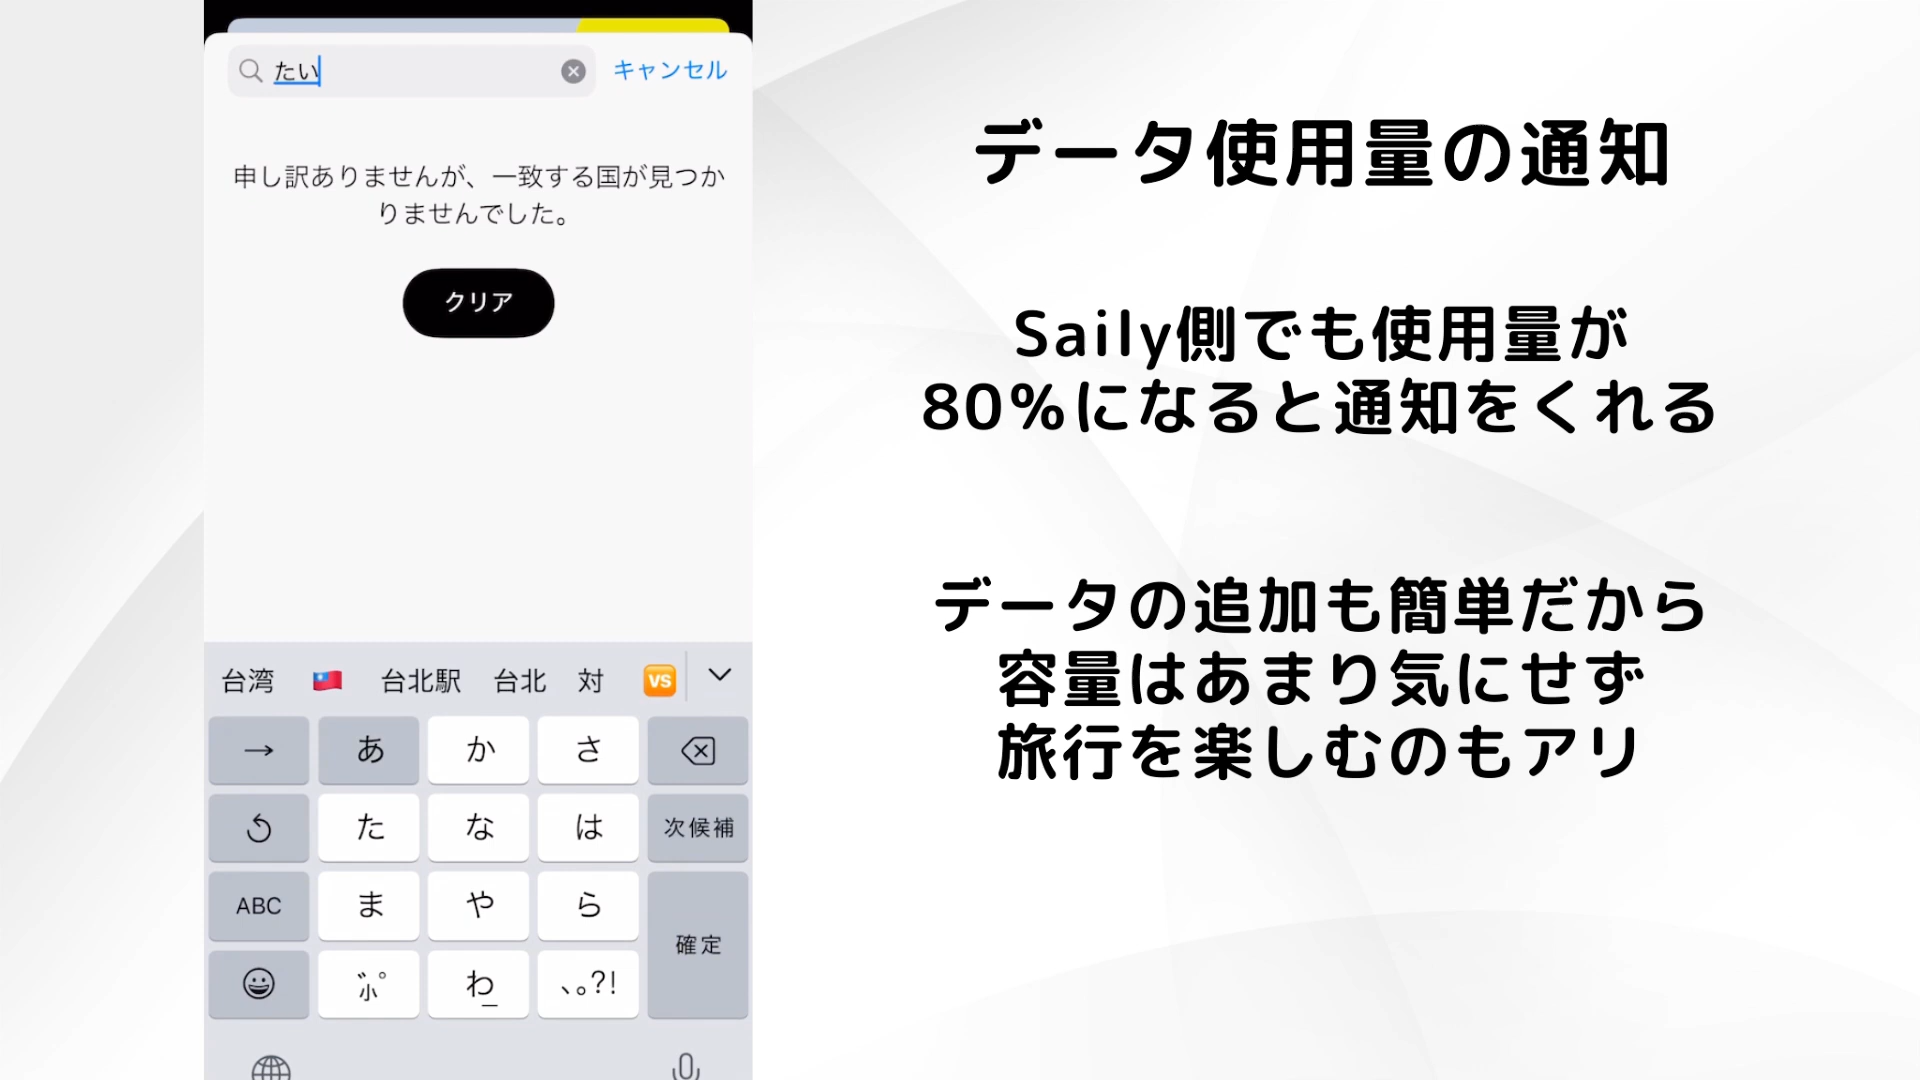 たい
キャンセル
申し訳ありませんが、一致する国が見つか
りませんでした。
クリア
台湾 🇹🇼 台北駅 台北 対 🆚
→ あ か さ
た な は 次候補
ABC ま や ら
確定
゛゜小 わ 、。?!
データ使用量の通知
Saily側でも使用量が
80%になると通知をくれる
データの追加も簡単だから
容量はあまり気にせず
旅行を楽しむのもアリ